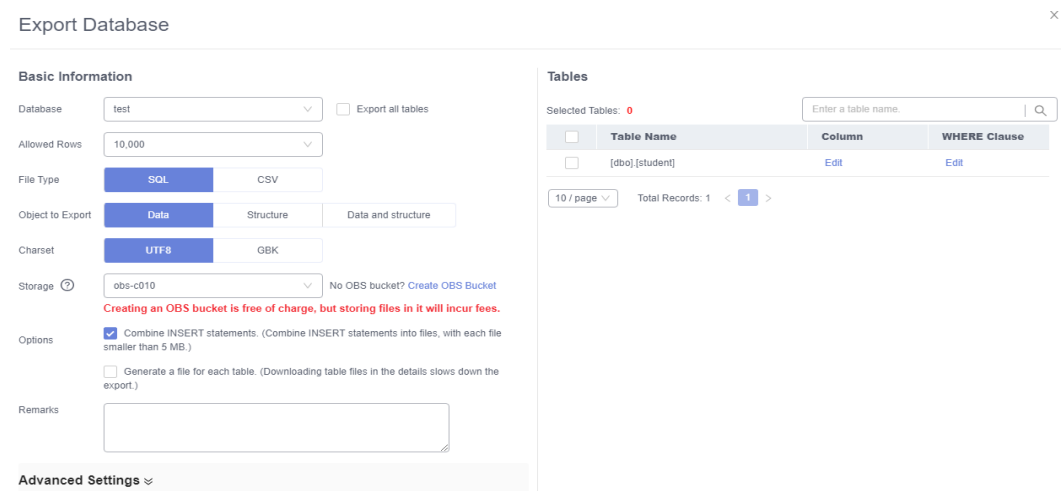 Export Database
Basic Information
Database test Export all tables
Allowed Rows 10,000
File Type SQL CSV
Object to Export Data Structure Data and structure
Charset UTF8 GBK
Storage ? obs-c010 No OBS bucket? Create OBS Bucket
Creating an OBS bucket is free of charge, but storing files in it will incur fees.
Options Combine INSERT statements. (Combine INSERT statements into files, with each file
smaller than 5 MB.)
Generate a file for each table. (Downloading table files in the details slows down the
export.)
Remarks
Advanced Settings
Tables
Selected Tables: 0 Enter a table name.
Table Name Column WHERE Clause
[dbo].[student] Edit Edit
10 / page Total Records: 1 < 1 >